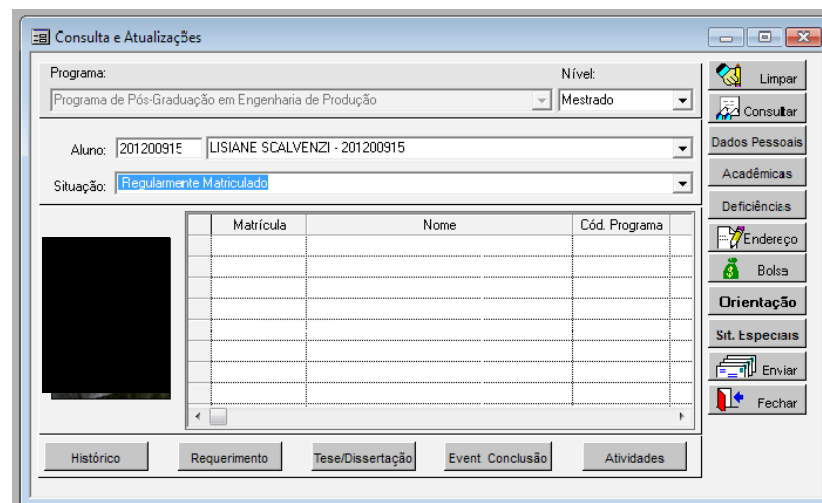 Consulta e Atualizações
Programa:
Nível:
Programa de Pós-Graduação em Engenharia de Produção
Mestrado
Aluno:
201200915
LISIANE SCALVENZI - 201200915
Situação:
Regularmente Matriculado
Matrícula
Nome
Cód. Programa
Limpar
Consultar
Dados Pessoais
Acadêmicas
Deficiências
Endereço
Bolsa
Orientação
Sit. Especiais
Enviar
Fechar
Histórico
Requerimento
Tese/Dissertação
Event. Conclusão
Atividades